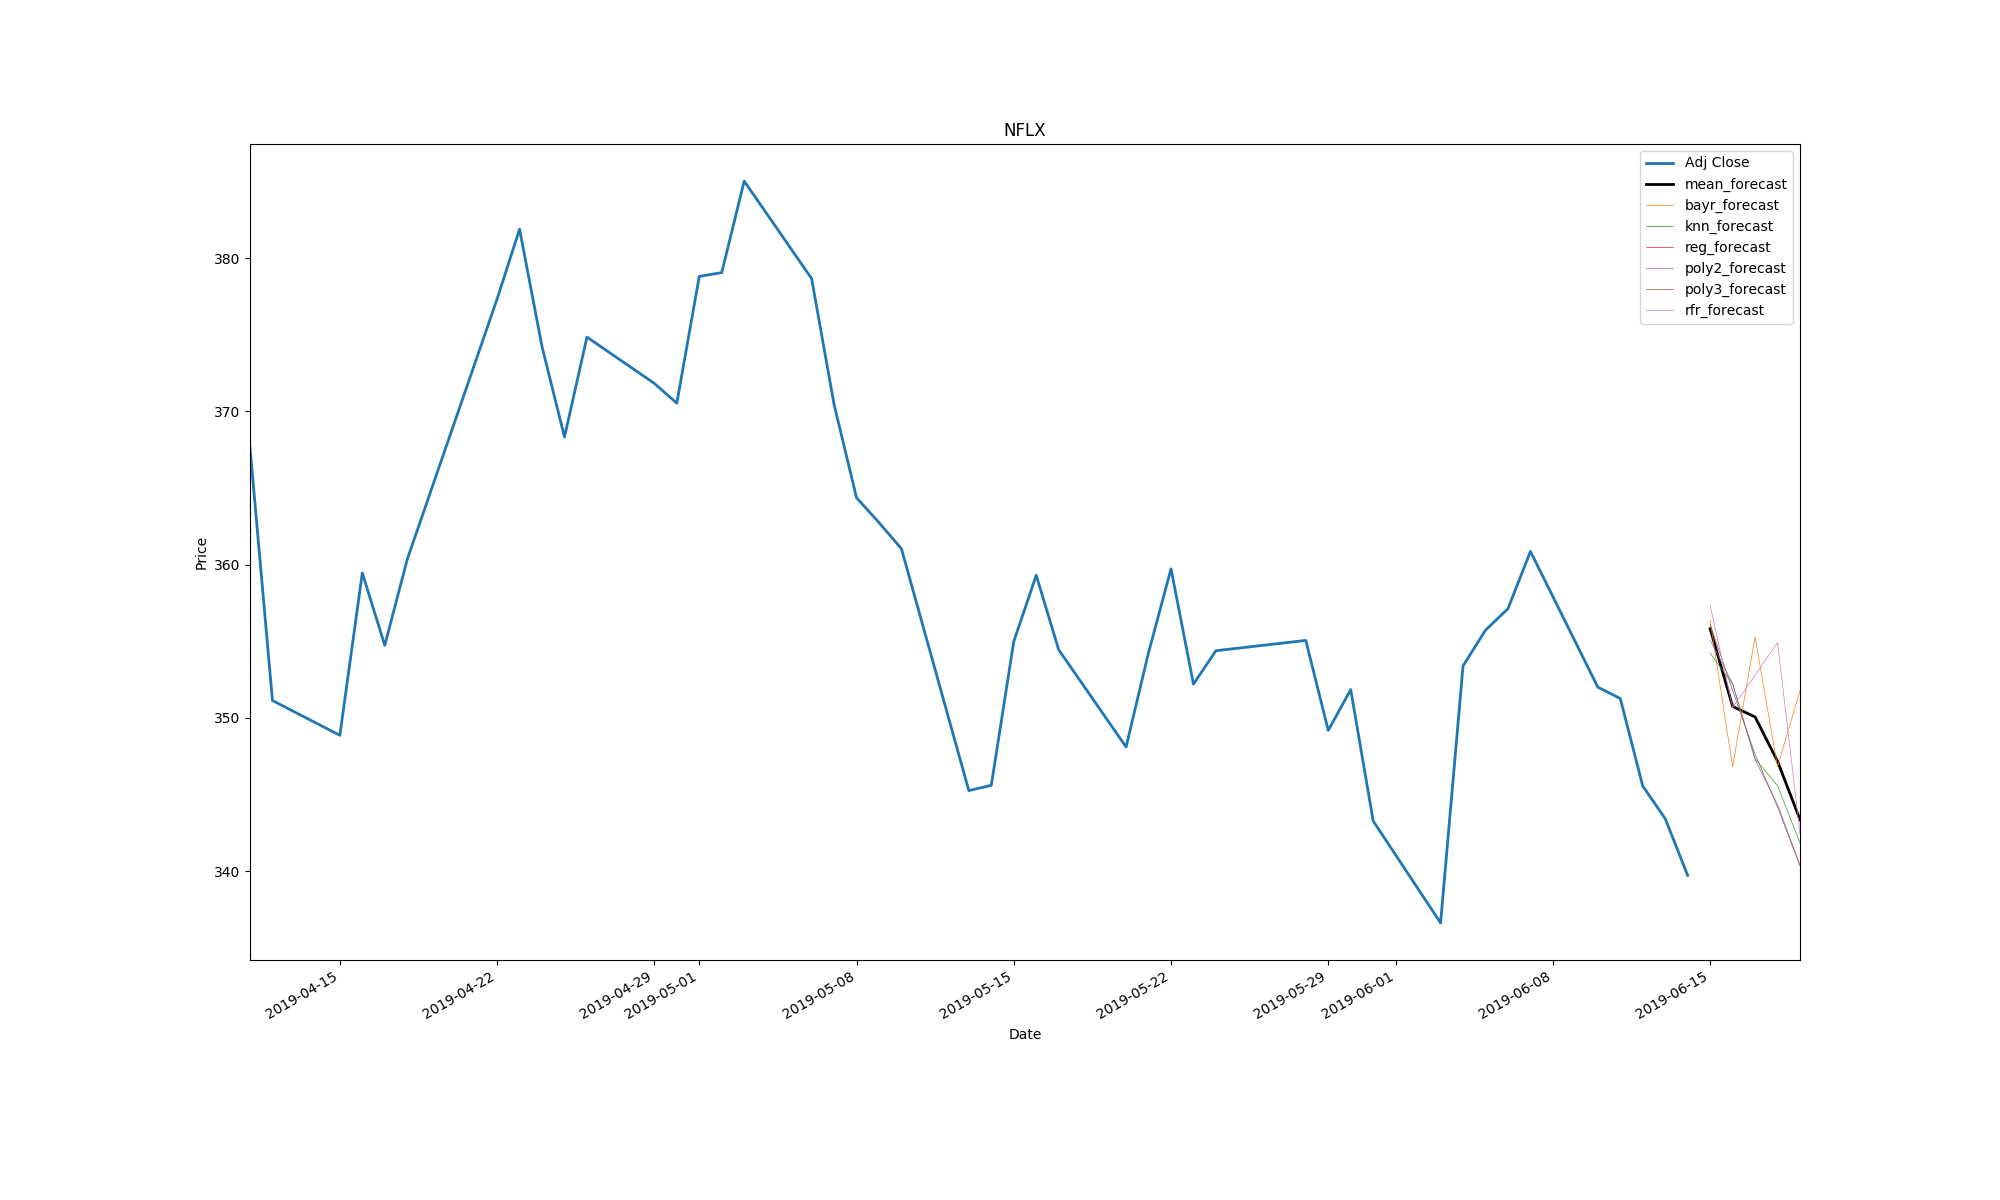 NFLX
Adj Close
mean_forecast
bayr_forecast
knn_forecast
reg_forecast
poly2_forecast
poly3_forecast
rfr_forecast
380
370
360
350
340
Price
2019-04-15
2019-04-22
2019-04-29
2019-05-01
2019-05-08
2019-05-15
2019-05-22
2019-05-29
2019-06-01
2019-06-08
2019-06-15
Date